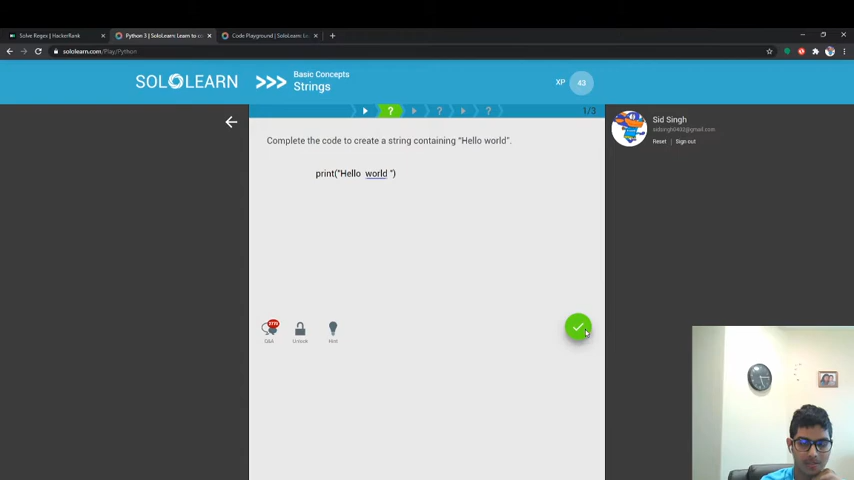 Solve Regex | HackerRank
Python 3 | SoloLearn: Learn to co
Code Playground | SoloLearn: Le
sololearn.com/Play/Python
SOLOLEARN
Basic Concepts
Strings
XP 43
? ? ? 1/3
Sid Singh
Reset | Sign out
Complete the code to create a string containing “Hello world”.
print("Hello world ")
Q&A
Unlock
Hint